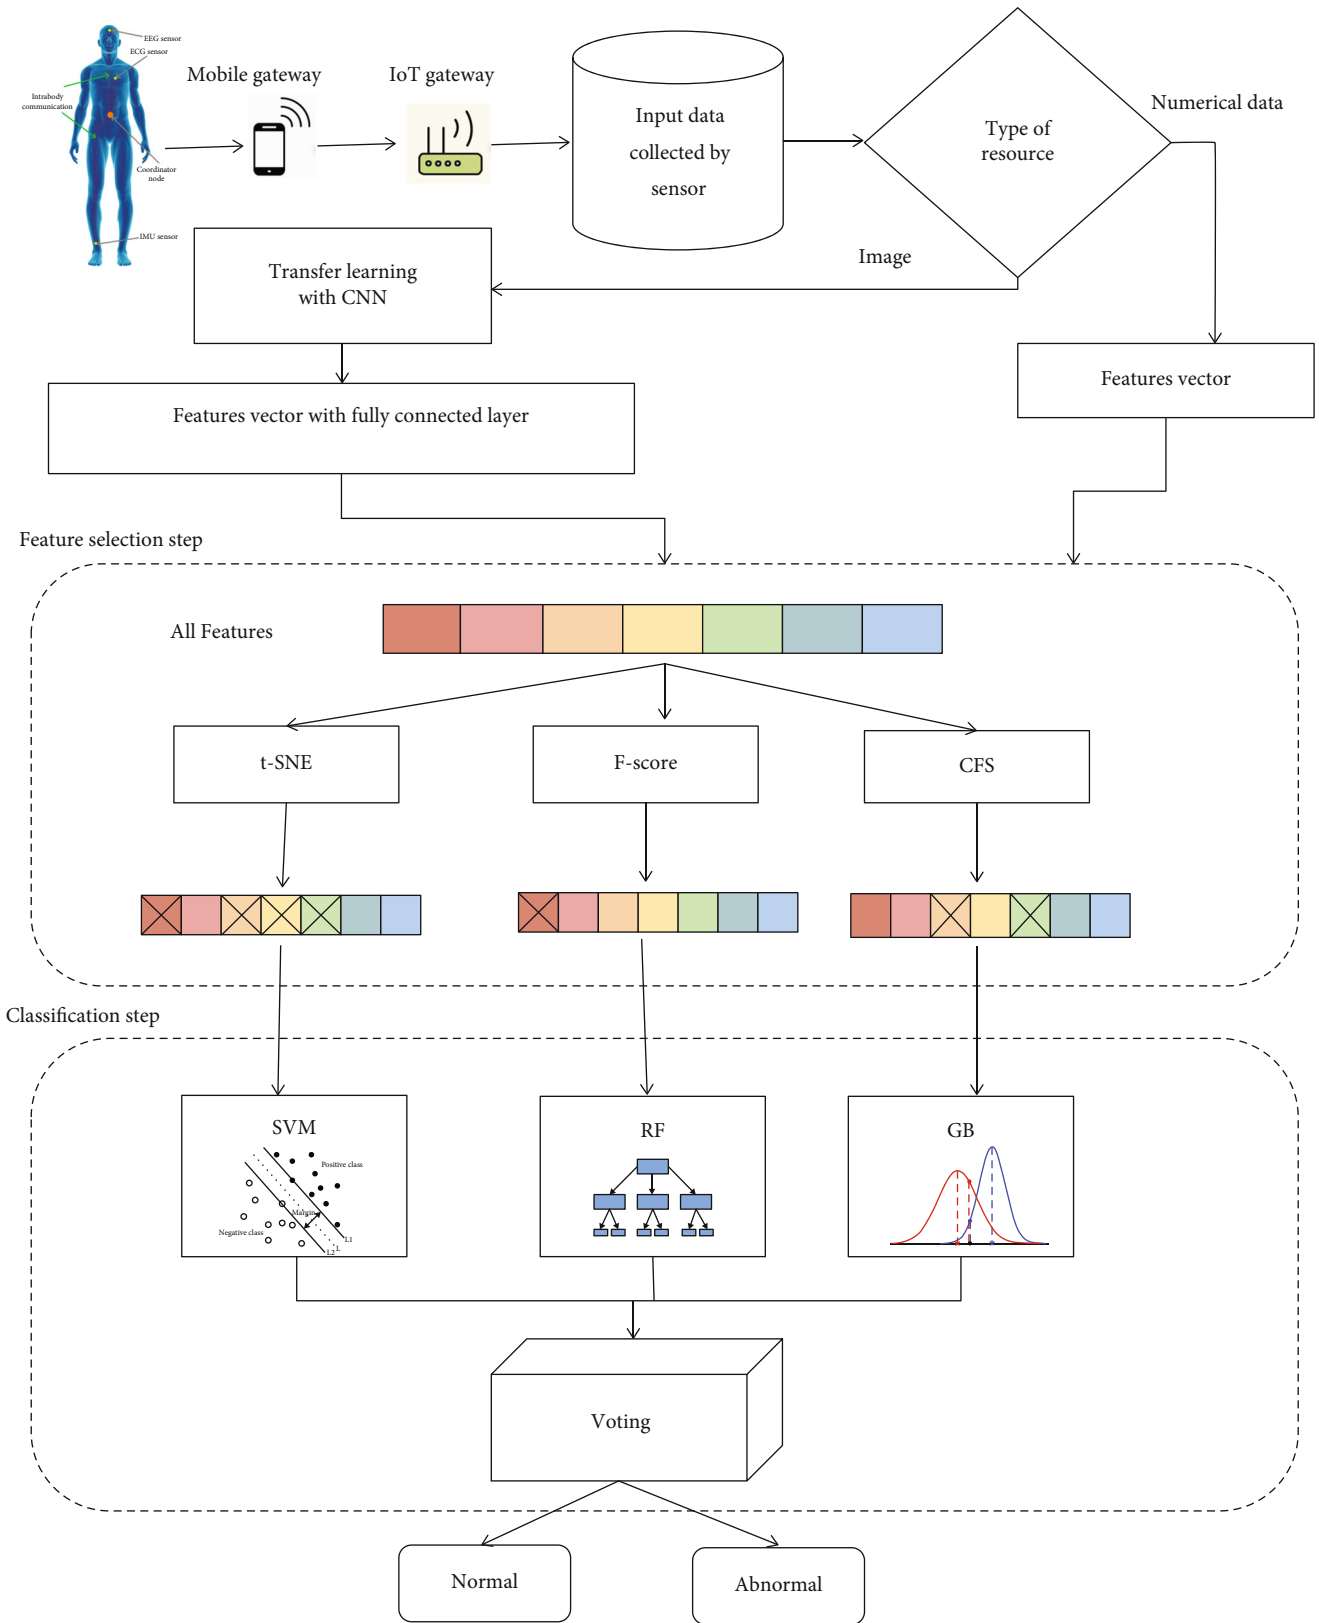 EEG sensor
ECG sensor
Intrabody
communication
Coordinator
node
IMU sensor
Mobile gateway
IoT gateway
Input data
collected by
sensor
Type of
resource
Numerical data
Image
Transfer learning
with CNN
Features vector with fully connected layer
Features vector
Feature selection step
All Features
t-SNE
F-score
CFS
Classification step
SVM
Positive class
Margin
Negative class
L1
L
L2
RF
GB
Voting
Normal
Abnormal